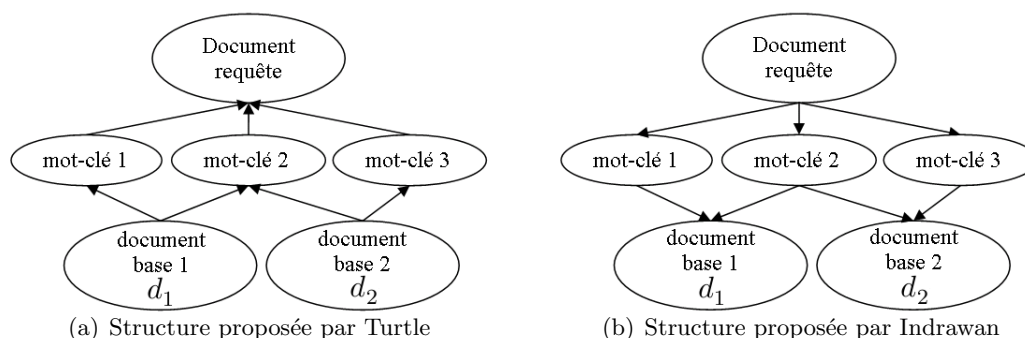 Document
requête
mot-clé 1
mot-clé 2
mot-clé 3
document
base 1
d₁
document
base 2
d₂
(a) Structure proposée par Turtle
Document
requête
mot-clé 1
mot-clé 2
mot-clé 3
document
base 1
d₁
document
base 2
d₂
(b) Structure proposée par Indrawan